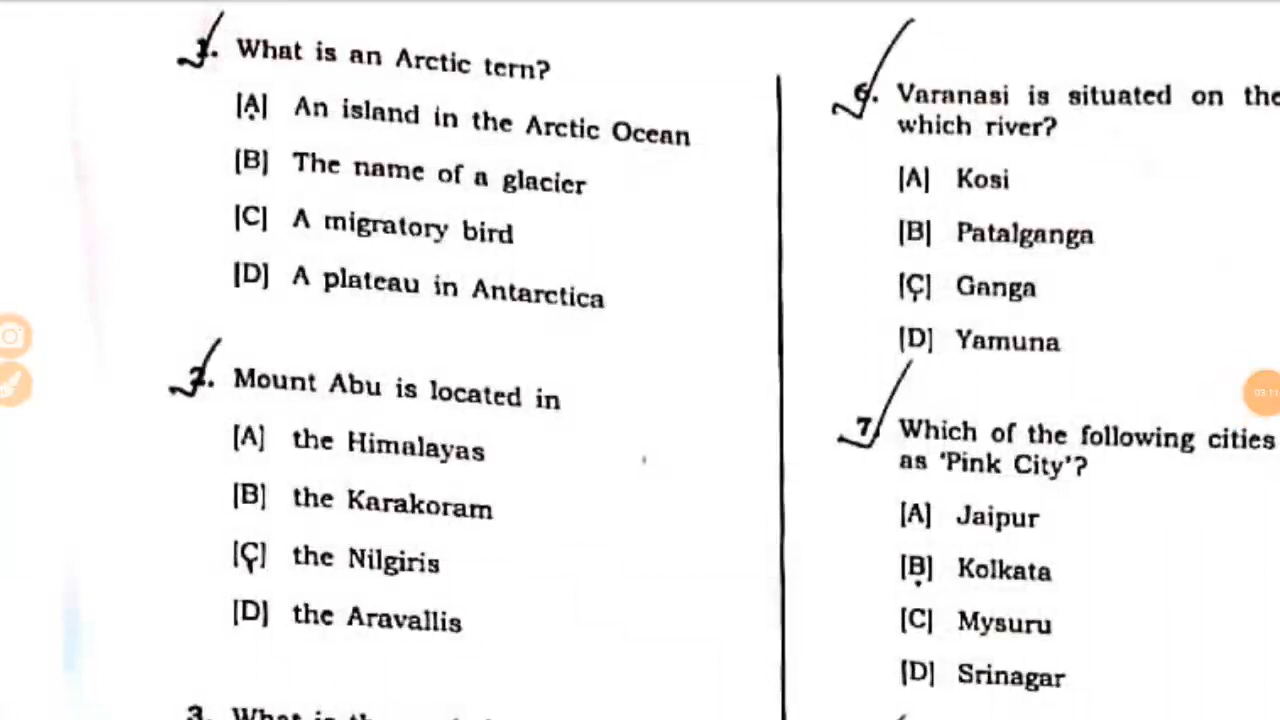 1. What is an Arctic tern?
[A] An island in the Arctic Ocean
[B] The name of a glacier
[C] A migratory bird
[D] A plateau in Antarctica
2. Mount Abu is located in
[A] the Himalayas
[B] the Karakoram
[C] the Nilgiris
[D] the Aravallis
3. What is
6. Varanasi is situated on the
which river?
[A] Kosi
[B] Patalganga
[C] Ganga
[D] Yamuna
7. Which of the following cities
as 'Pink City'?
[A] Jaipur
[B] Kolkata
[C] Mysuru
[D] Srinagar